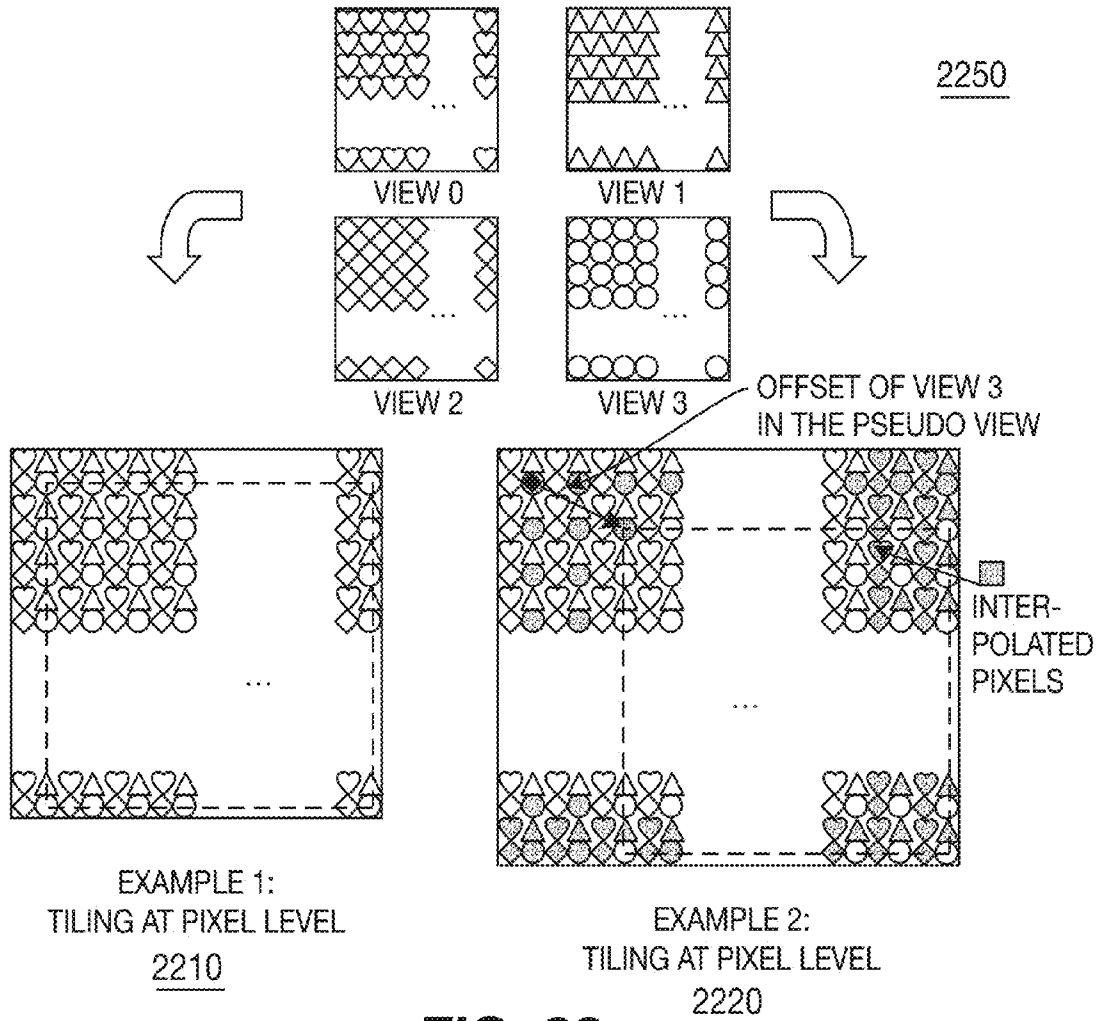 2250
VIEW 0
VIEW 1
VIEW 2
VIEW 3
OFFSET OF VIEW 3
IN THE PSEUDO VIEW
INTER-
POLATED
PIXELS
EXAMPLE 1:
TILING AT PIXEL LEVEL
2210
EXAMPLE 2:
TILING AT PIXEL LEVEL
2220